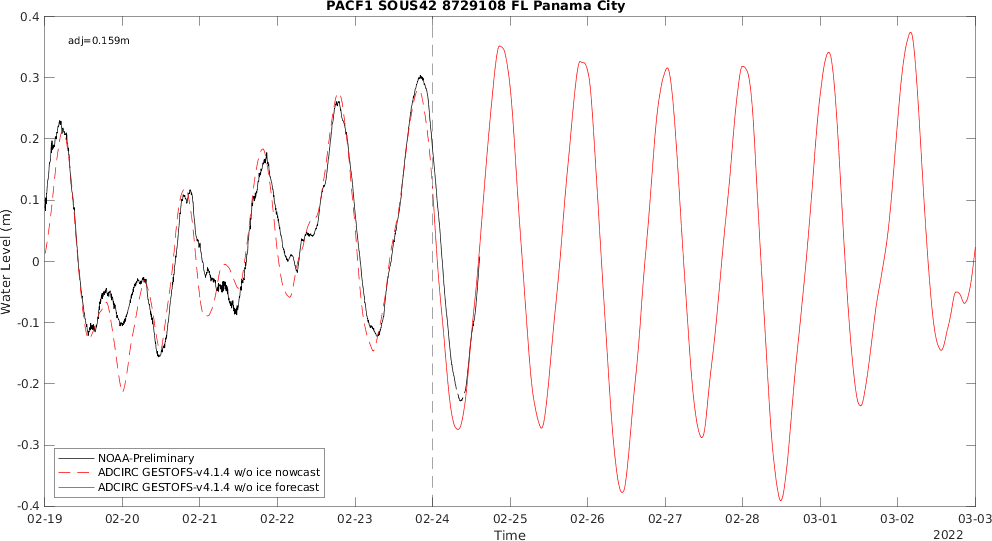 PACF1 SOUS42 8729108 FL Panama City
adj=0.159m
0.4
0.3
0.2
0.1
0
-0.1
-0.2
-0.3
-0.4
Water Level (m)
NOAA-Preliminary
ADCIRC GESTOFS-v4.1.4 w/o ice nowcast
ADCIRC GESTOFS-v4.1.4 w/o ice forecast
02-19 02-20 02-21 02-22 02-23 02-24 02-25 02-26 02-27 02-28 03-01 03-02 03-03
Time
2022